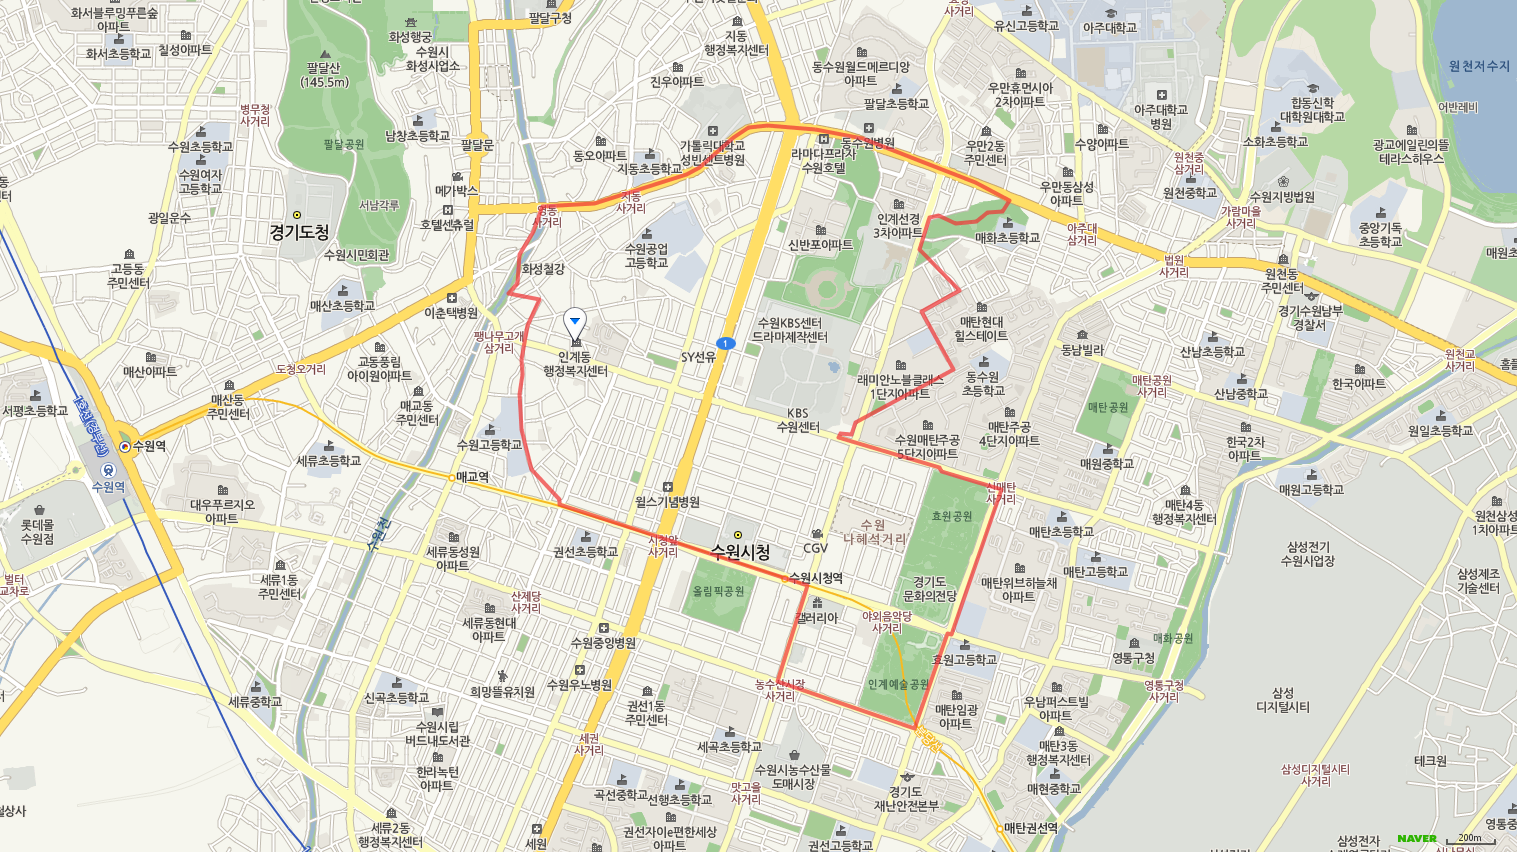 화서블루밍푸른숲
아파트
화서초등학교
칠성아파트
화성행궁
수원시
화성사업소
팔달구청
지동
행정복지센터
유신고등학교
아주대학교
원천저수지
팔달산
(145.5m)
진우아파트
동수원월드메르디앙
아파트
팔달초등학교
우만휴먼시아
2차아파트
아주대학교
병원
합동신학
대학원대학교
어반레비
병무청
사거리
수원초등학교
남창초등학교
팔달문
팔달공원
동오아파트
지동초등학교
가톨릭대학교
성빈센트병원
동수원병원
라마다프라자
수원호텔
우만2동
주민센터
수양아파트
소화초등학교
광교에일린의뜰
테라스하우스
수원여자
고등학교
메가박스
서남각루
호텔센츄럴
지동
사거리
우만동삼성
아파트
원천중
삼거리
원천중학교
수원지방법원
광일운수
경기도청
영동
사거리
수원공업
고등학교
신반포아파트
인계선경
3차아파트
매화초등학교
아주대
삼거리
가람마을
사거리
중앙기독
초등학교
고등동
주민센터
수원시민회관
화성철강
법원
사거리
원천동
주민센터
매원초
매산초등학교
이춘택병원
팽나무고개
삼거리
인계동
행정복지센터
SY선유
1
수원KBS센터
드라마제작센터
매탄현대
힐스테이트
동남빌라
경기수원남부
경찰서
산남초등학교
원천교
사거리
매산아파트
도청오거리
교동풍림
아이원아파트
래미안노블클래스
1단지아파트
동수원
초등학교
매탄공원
사거리
산남중학교
한국아파트
서평초등학교
매산동
주민센터
매교동
주민센터
KBS
수원센터
매탄공원
1호선(경부선)
수원역
수원역
세류초등학교
수원고등학교
매교역
수원매탄주공
5단지아파트
매탄주공
4단지아파트
매원중학교
한국2차
아파트
원일초등학교
매원고등학교
롯데몰
수원점
대우푸르지오
아파트
수원천
윌스기념병원
수원
나혜석거리
효원공원
신매탄
사거리
매탄초등학교
매탄4동
행정복지센터
원천삼성
1차아파트
세류동성원
아파트
권선초등학교
시청앞
사거리
수원시청
CGV
삼성전기
수원사업장
벌터
교차로
세류1동
주민센터
산제당
사거리
올림픽공원
수원시청역
경기도
문화의전당
매탄위브하늘채
아파트
매탄고등학교
삼성제조
기술센터
세류동현대
아파트
갤러리아
야외음악당
사거리
수원중앙병원
효원고등학교
매화공원
영통구청
세류중학교
신곡초등학교
희망뜰유치원
수원우노병원
동수원시장
사거리
인계예술공원
영통구청
사거리
삼성
디지털시티
수원시립
버드내도서관
권선1동
주민센터
매탄임광
아파트
우남퍼스트빌
아파트
세권
사거리
세곡초등학교
매탄3동
행정복지센터
테크원
한라녹턴
아파트
수원시농수산물
도매시장
경기도
재난안전본부
매현중학교
삼성디지털시티
사거리
곡선중학교
선행초등학교
맛고을
사거리
철상사
세류2동
행정복지센터
세원
권선자이e편한세상
아파트
권선고등학교
매탄권선역
삼성전자
영통중
NAVER
200m